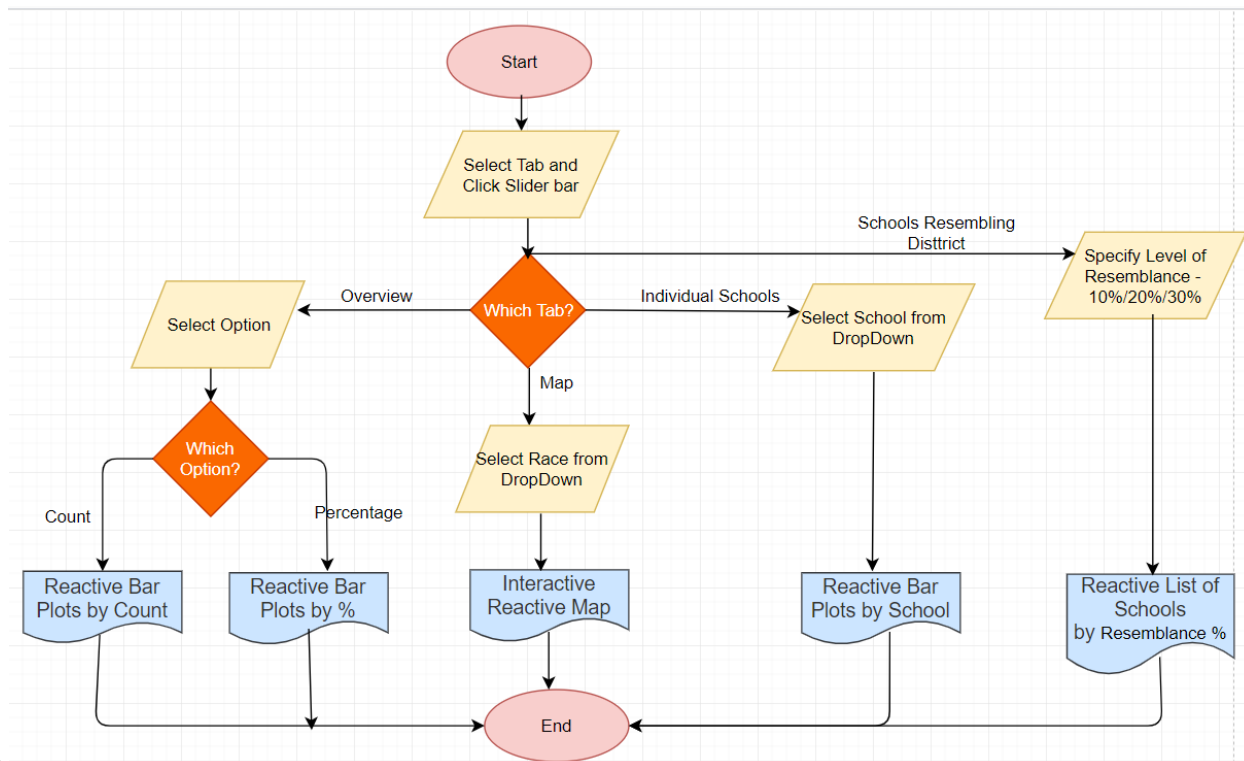 Start
Select Tab and
Click Slider bar
Schools Resembling
Disttrict
Specify Level of
Resemblance -
10%/20%/30%
Overview
Which Tab?
Individual Schools
Select Option
Select School from
DropDown
Map
Which
Option?
Select Race from
DropDown
Count
Percentage
Reactive Bar
Plots by Count
Reactive Bar
Plots by %
Interactive
Reactive Map
Reactive Bar
Plots by School
Reactive List of
Schools
by Resemblance %
End